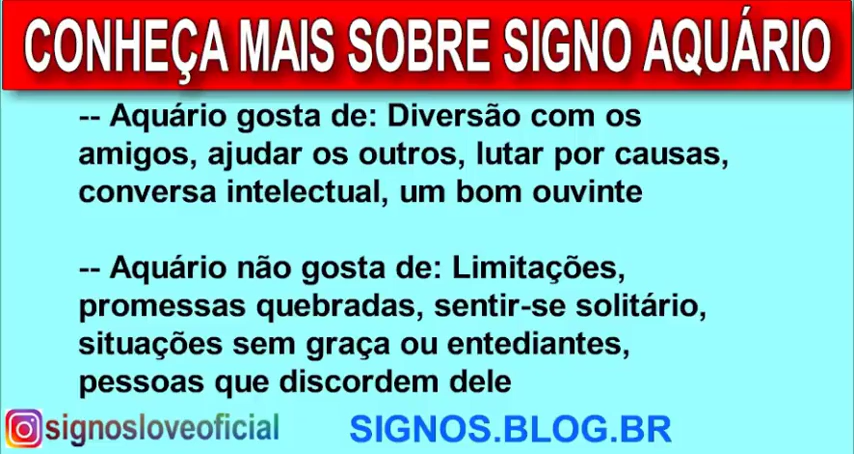 CONHEÇA MAIS SOBRE SIGNO AQUÁRIO
-- Aquário gosta de: Diversão com os
amigos, ajudar os outros, lutar por causas,
conversa intelectual, um bom ouvinte
-- Aquário não gosta de: Limitações,
promessas quebradas, sentir-se solitário,
situações sem graça ou entediantes,
pessoas que discordem dele
signosloveoficial
SIGNOS.BLOG.BR